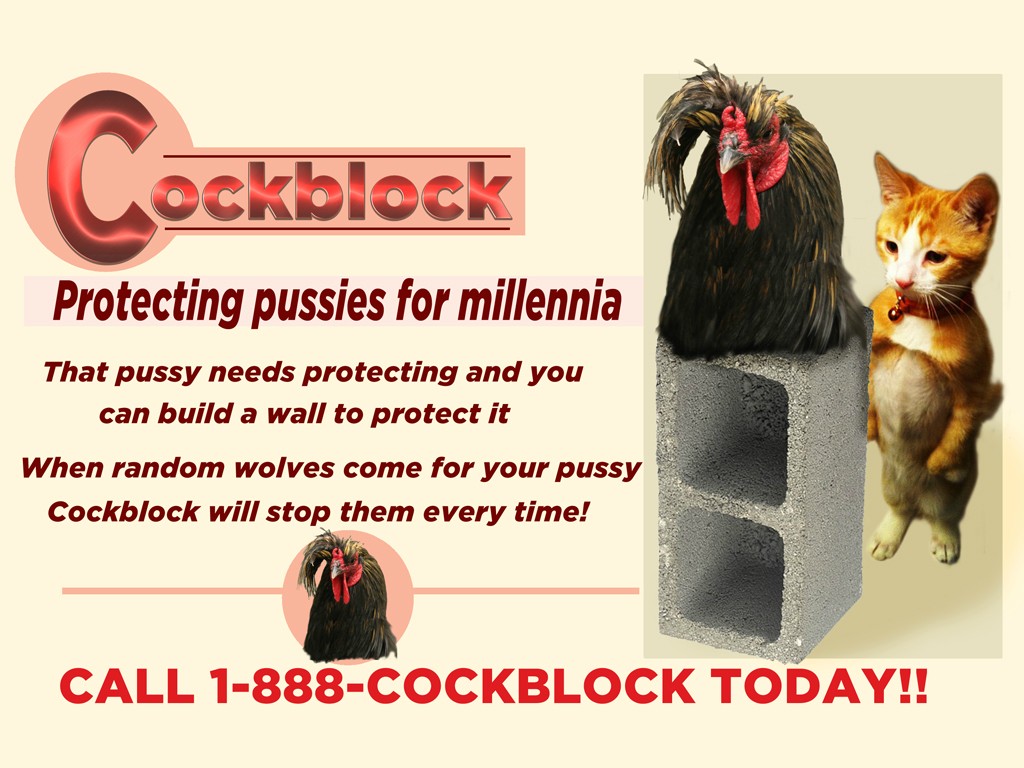 Cockblock
Protecting pussies for millennia
That pussy needs protecting and you
can build a wall to protect it
When random wolves come for your pussy
Cockblock will stop them every time!
CALL 1-888-COCKBLOCK TODAY!!